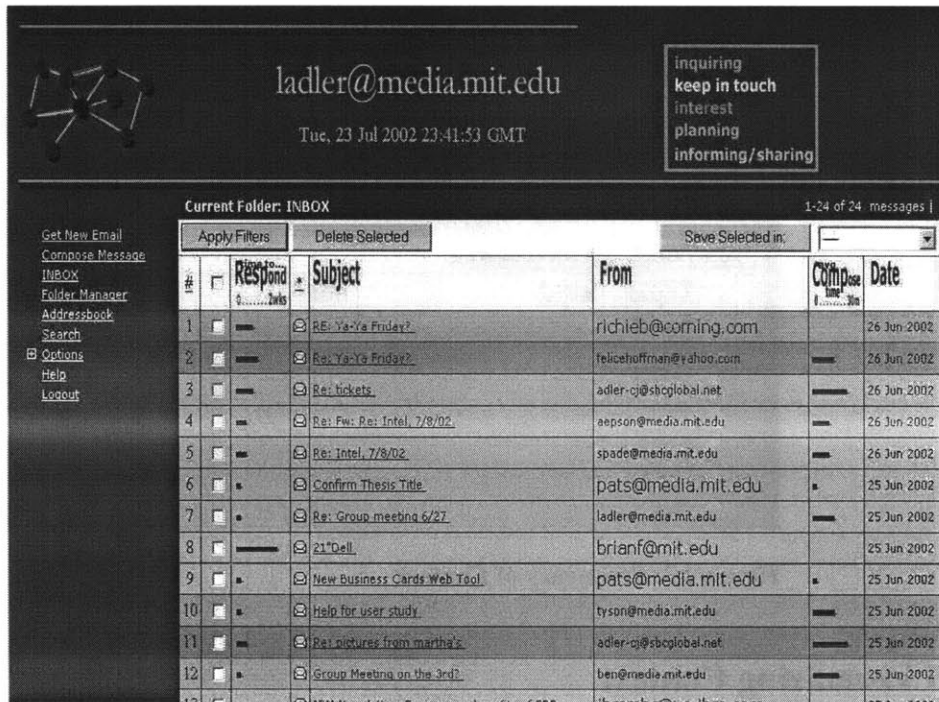 ladler@media.mit.edu
Tue, 23 Jul 2002 23:41:53 GMT
inquiring
keep in touch
interest
planning
informing/sharing
Current Folder: INBOX
1-24 of 24 messages |
Get New Email
Compose Message
INBOX
Folder Manager
Addressbook
Search
Options
Help
Logout
Apply Filters Delete Selected Save Selected in: —
# Time to... Respond 0........2wks * Subject From Compose time 0........30m Date
1 RE: Ya-Ya Friday? richieb@corning.com 26 Jun 2002
2 Re: Ya-Ya Friday? felicehoffman@yahoo.com 26 Jun 2002
3 Re: tickets adler-cj@sbcglobal.net 26 Jun 2002
4 Re: Fw: Re: Intel, 7/8/02 aepson@media.mit.edu 26 Jun 2002
5 Re: Intel, 7/8/02 spade@media.mit.edu 26 Jun 2002
6 Confirm Thesis Title pats@media.mit.edu 25 Jun 2002
7 Re: Group meeting 6/27 ladler@media.mit.edu 25 Jun 2002
8 21"Dell brianf@mit.edu 25 Jun 2002
9 New Business Cards Web Tool pats@media.mit.edu 25 Jun 2002
10 Help for user study tyson@media.mit.edu 25 Jun 2002
11 Re: pictures from martha's adler-cj@sbcglobal.net 25 Jun 2002
12 Group Meeting on the 3rd? ben@media.mit.edu 25 Jun 2002